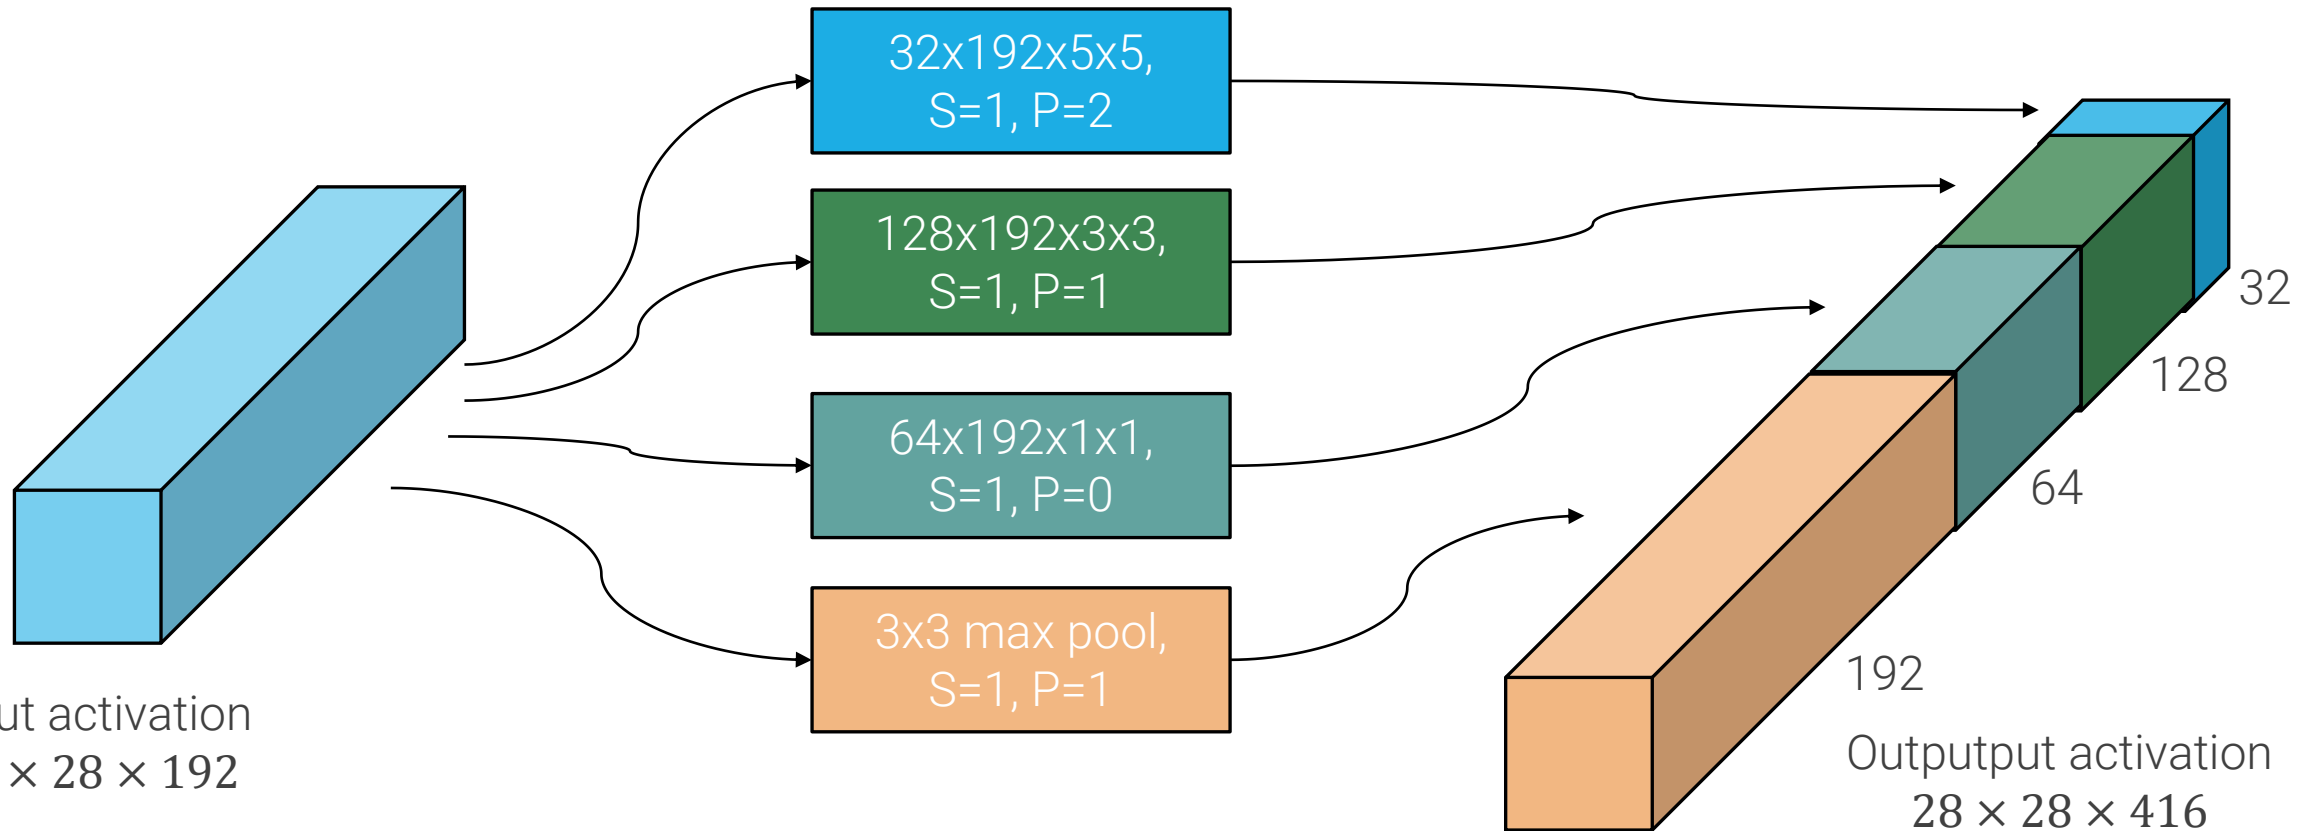 32x192x5x5,
S=1, P=2
128x192x3x3,
S=1, P=1
64x192x1x1,
S=1, P=0
3x3 max pool,
S=1, P=1
32
128
64
192
activation
× 28 × 192
Outputput activation
28 × 28 × 416